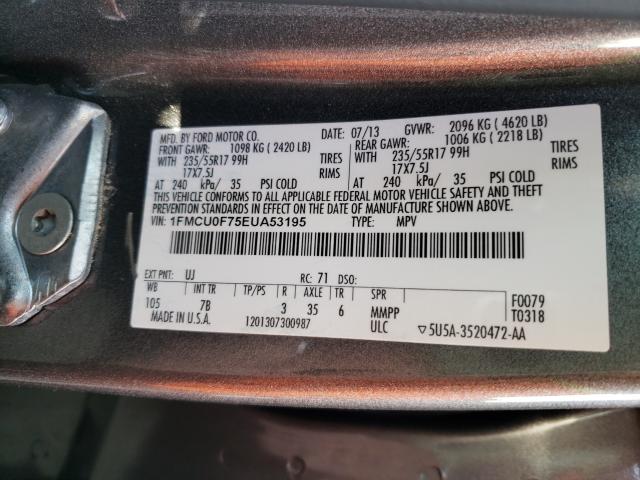 MFD. BY FORD MOTOR CO. DATE: 07/13 GVWR: 2096 KG ( 4620 LB)
FRONT GAWR: 1098 KG ( 2420 LB) REAR GAWR: 1006 KG ( 2218 LB)
WITH 235/55R17 99H TIRES WITH 235/55R17 99H TIRES
17X7.5J RIMS 17X7.5J RIMS
AT 240 kPa/ 35 PSI COLD AT 240 kPa/ 35 PSI COLD
THIS VEHICLE CONFORMS TO ALL APPLICABLE FEDERAL MOTOR VEHICLE SAFETY AND THEFT
PREVENTION STANDARDS IN EFFECT ON THE DATE OF MANUFACTURE SHOWN ABOVE.
VIN: 1FMCU0F75EUA53195 TYPE: MPV
EXT PNT: UJ RC: 71 DSO:
WB INT TR TP/PS R AXLE TR SPR F0079
105 7B 3 35 6 MMPP T0318
MADE IN U.S.A. 1201307300987 ULC ▽5U5A-3520472-AA